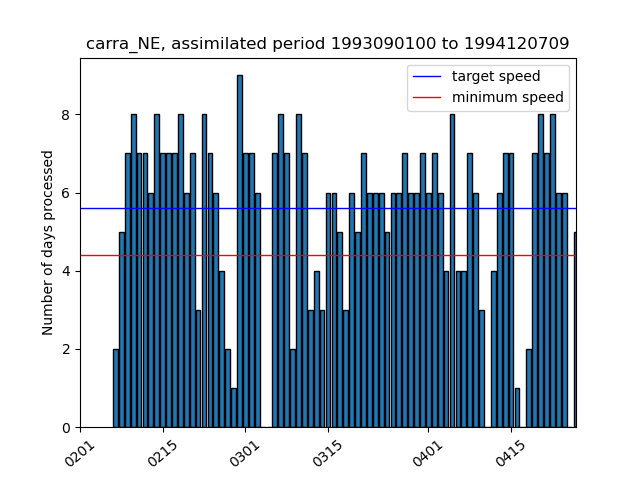 carra_NE, assimilated period 1993090100 to 1994120709
target speed
minimum speed
Number of days processed
8
6
4
2
0
0201
0215
0301
0315
0401
0415